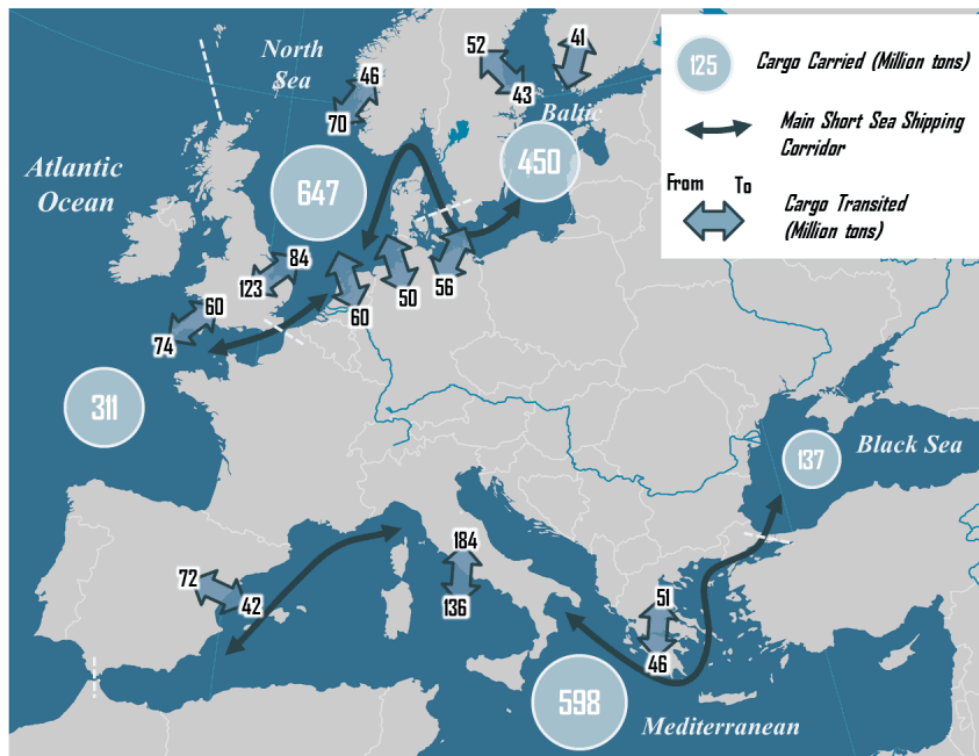 North
Sea
Atlantic
Ocean
Baltic
Black Sea
Mediterranean
647
450
311
137
598
46
70
52
43
41
84
123
60
74
60
50
56
72
42
184
136
51
46
125
Cargo Carried (Million tons)
Main Short Sea Shipping
Corridor
From To
Cargo Transited
(Million tons)